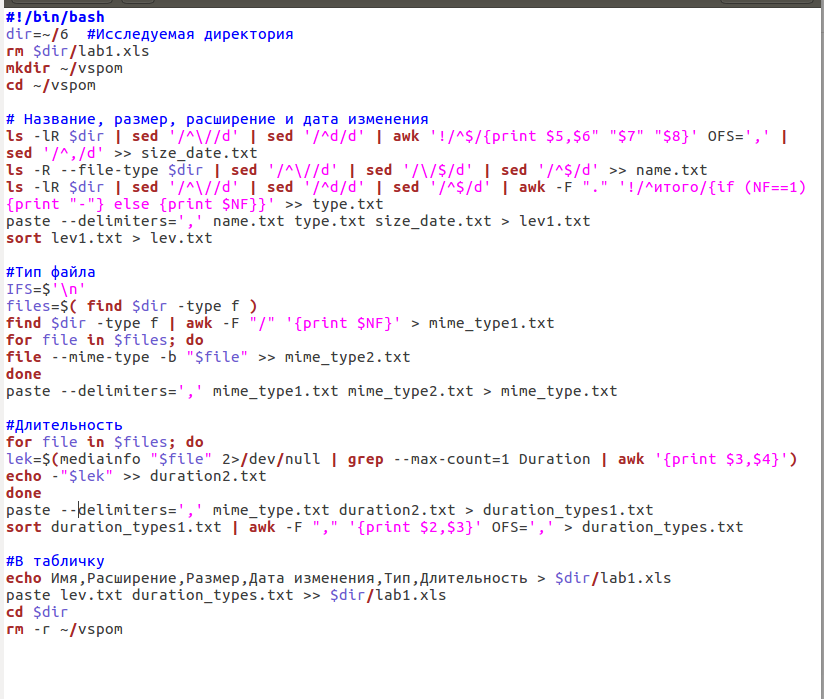 #!/bin/bash
dir=~/6  #Исследуемая директория
rm $dir/lab1.xls
mkdir ~/vspom
cd ~/vspom

# Название, размер, расширение и дата изменения
ls -lR $dir | sed '/^\//d' | sed '/^d/d' | awk '!/^$/{print $5,$6" "$7" "$8}' OFS=',' |
sed '/^,/d' >> size_date.txt
ls -R --file-type $dir | sed '/^\//d' | sed '/\/$/d' | sed '/^$/d' >> name.txt
ls -lR $dir | sed '/^\//d' | sed '/^d/d' | sed '/^$/d' | awk -F "." '!/^итого/{if (NF==1)
{print "-"} else {print $NF}}' >> type.txt
paste --delimiters=',' name.txt type.txt size_date.txt > lev1.txt
sort lev1.txt > lev.txt

#Тип файла
IFS=$'\n'
files=$( find $dir -type f )
find $dir -type f | awk -F "/" '{print $NF}' > mime_type1.txt
for file in $files; do
file --mime-type -b "$file" >> mime_type2.txt
done
paste --delimiters=',' mime_type1.txt mime_type2.txt > mime_type.txt

#Длительность
for file in $files; do
lek=$(mediainfo "$file" 2>/dev/null | grep --max-count=1 Duration | awk '{print $3,$4}')
echo -"$lek" >> duration2.txt
done
paste --delimiters=',' mime_type.txt duration2.txt > duration_types1.txt
sort duration_types1.txt | awk -F "," '{print $2,$3}' OFS=',' > duration_types.txt

#В табличку
echo Имя,Расширение,Размер,Дата изменения,Тип,Длительность > $dir/lab1.xls
paste lev.txt duration_types.txt >> $dir/lab1.xls
cd $dir
rm -r ~/vspom